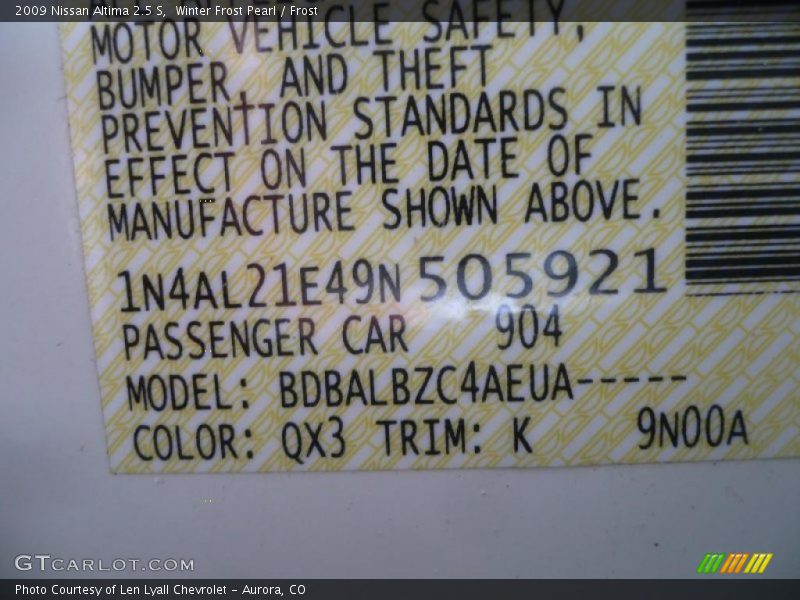 2009 Nissan Altima 2.5 S, Winter Frost Pearl / Frost
MOTOR VEHICLE SAFETY,
BUMPER, AND THEFT
PREVENTION STANDARDS IN
EFFECT ON THE DATE OF
MANUFACTURE SHOWN ABOVE.
1N4AL21E49N505921
PASSENGER CAR 904
MODEL: BDBALBZC4AEUA-----
COLOR: QX3 TRIM: K 9N00A
GTCARLOT.COM
Photo Courtesy of Len Lyall Chevrolet – Aurora, CO